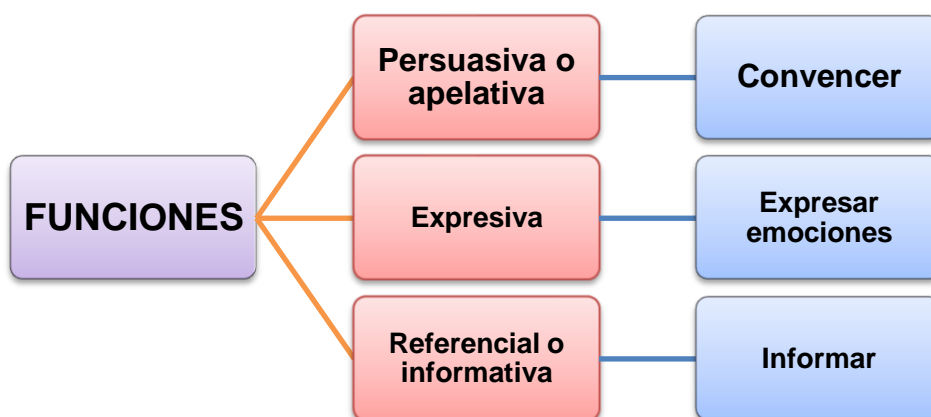 FUNCIONES
Persuasiva o
apelativa
Convencer
Expresiva
Expresar
emociones
Referencial o
informativa
Informar